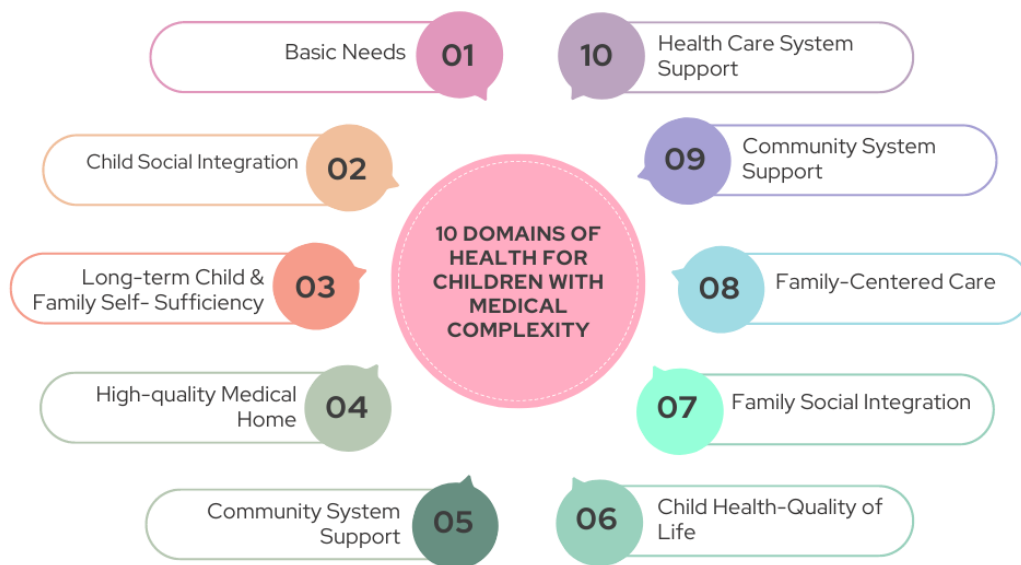 10 DOMAINS OF
HEALTH FOR
CHILDREN WITH
MEDICAL
COMPLEXITY
Basic Needs
01
Child Social Integration
02
Long-term Child &
Family Self- Sufficiency
03
High-quality Medical
Home
04
Community System
Support
05
Child Health-Quality of
Life
06
Family Social Integration
07
Family-Centered Care
08
Community System
Support
09
Health Care System
Support
10